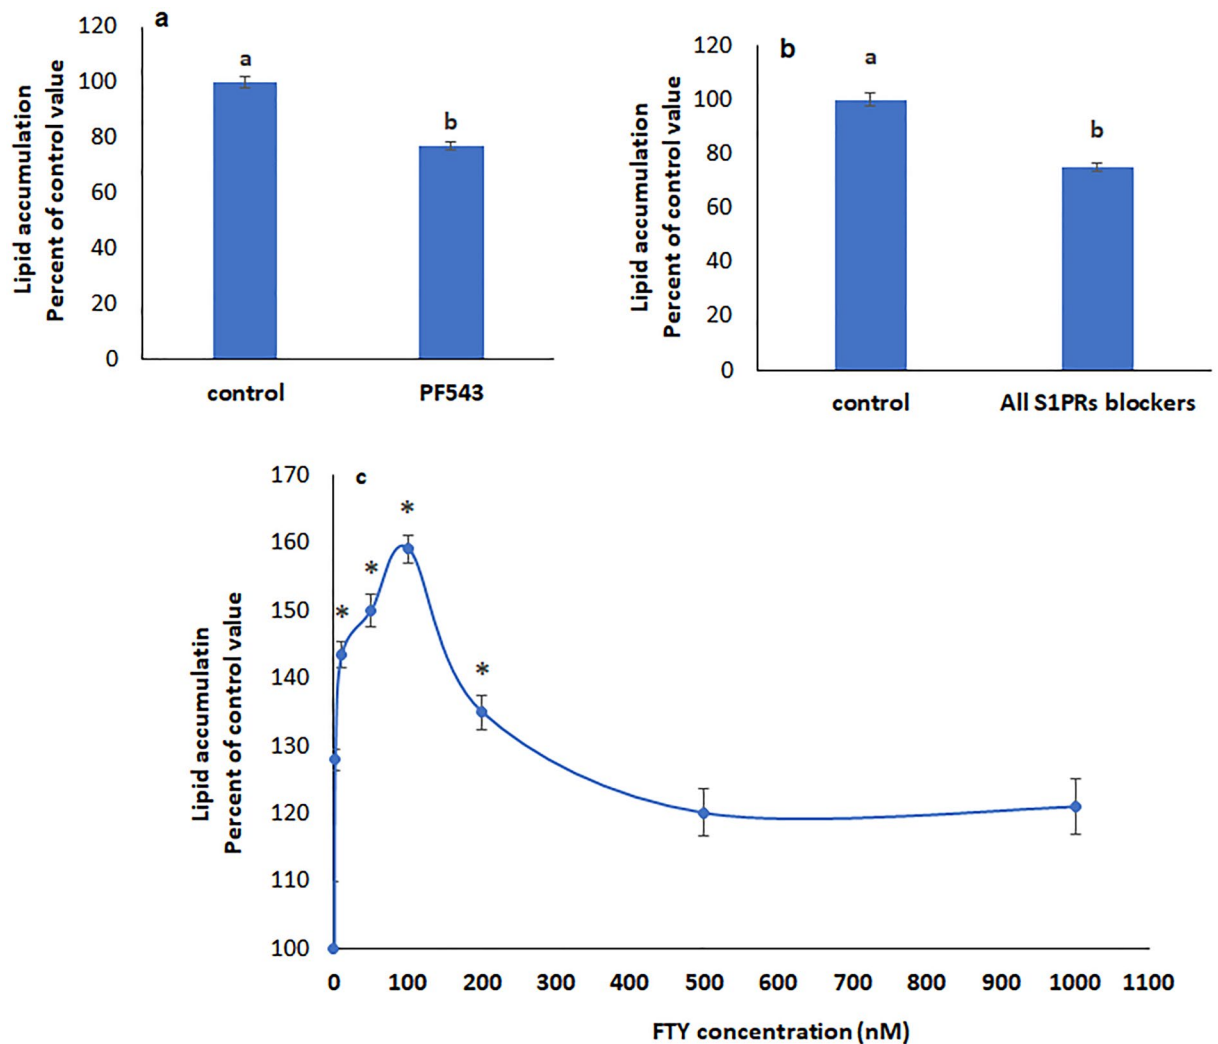 a
120
100
80
60
40
20
0
Lipid accumulation
Percent of control value
a
b
control
PF543
b
120
100
80
60
40
20
0
Lipid accumulation
Percent of control value
a
b
control
All S1PRs blockers
c
170
160
150
140
130
120
110
100
Lipid accumulatin
Percent of control value
*
*
*
*
0 100 200 300 400 500 600 700 800 900 1000 1100
FTY concentration (nM)